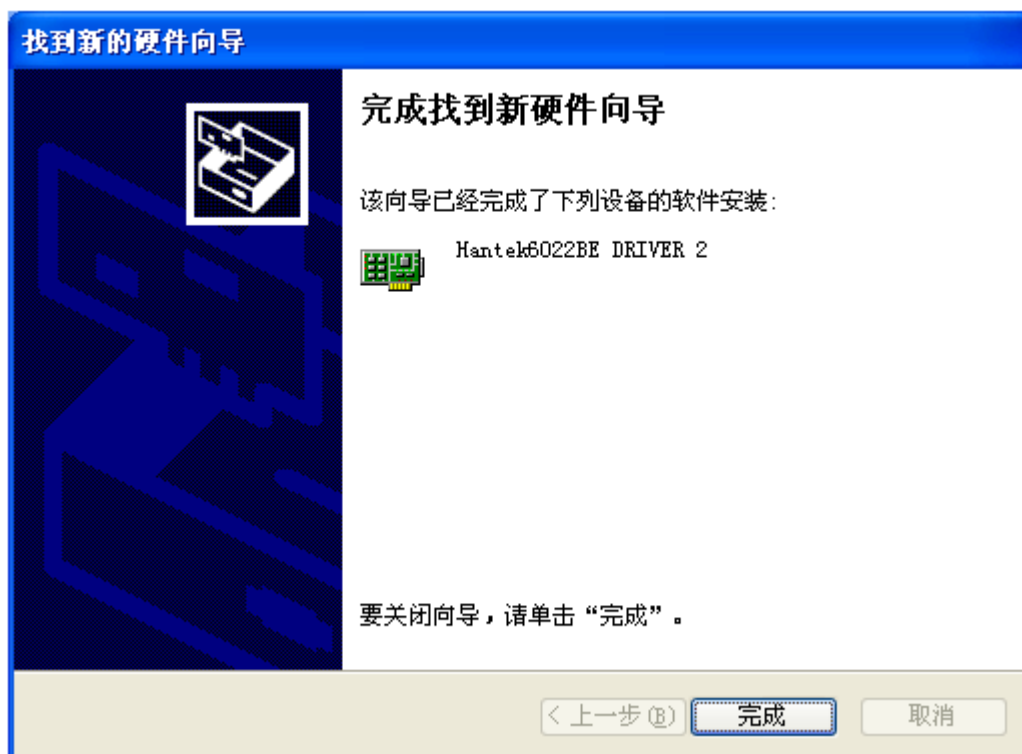 找到新的硬件向导
完成找到新硬件向导
该向导已经完成了下列设备的软件安装:
Hantek6022BE DRIVER 2
要关闭向导，请单击“完成”。
< 上一步(B)
完成
取消